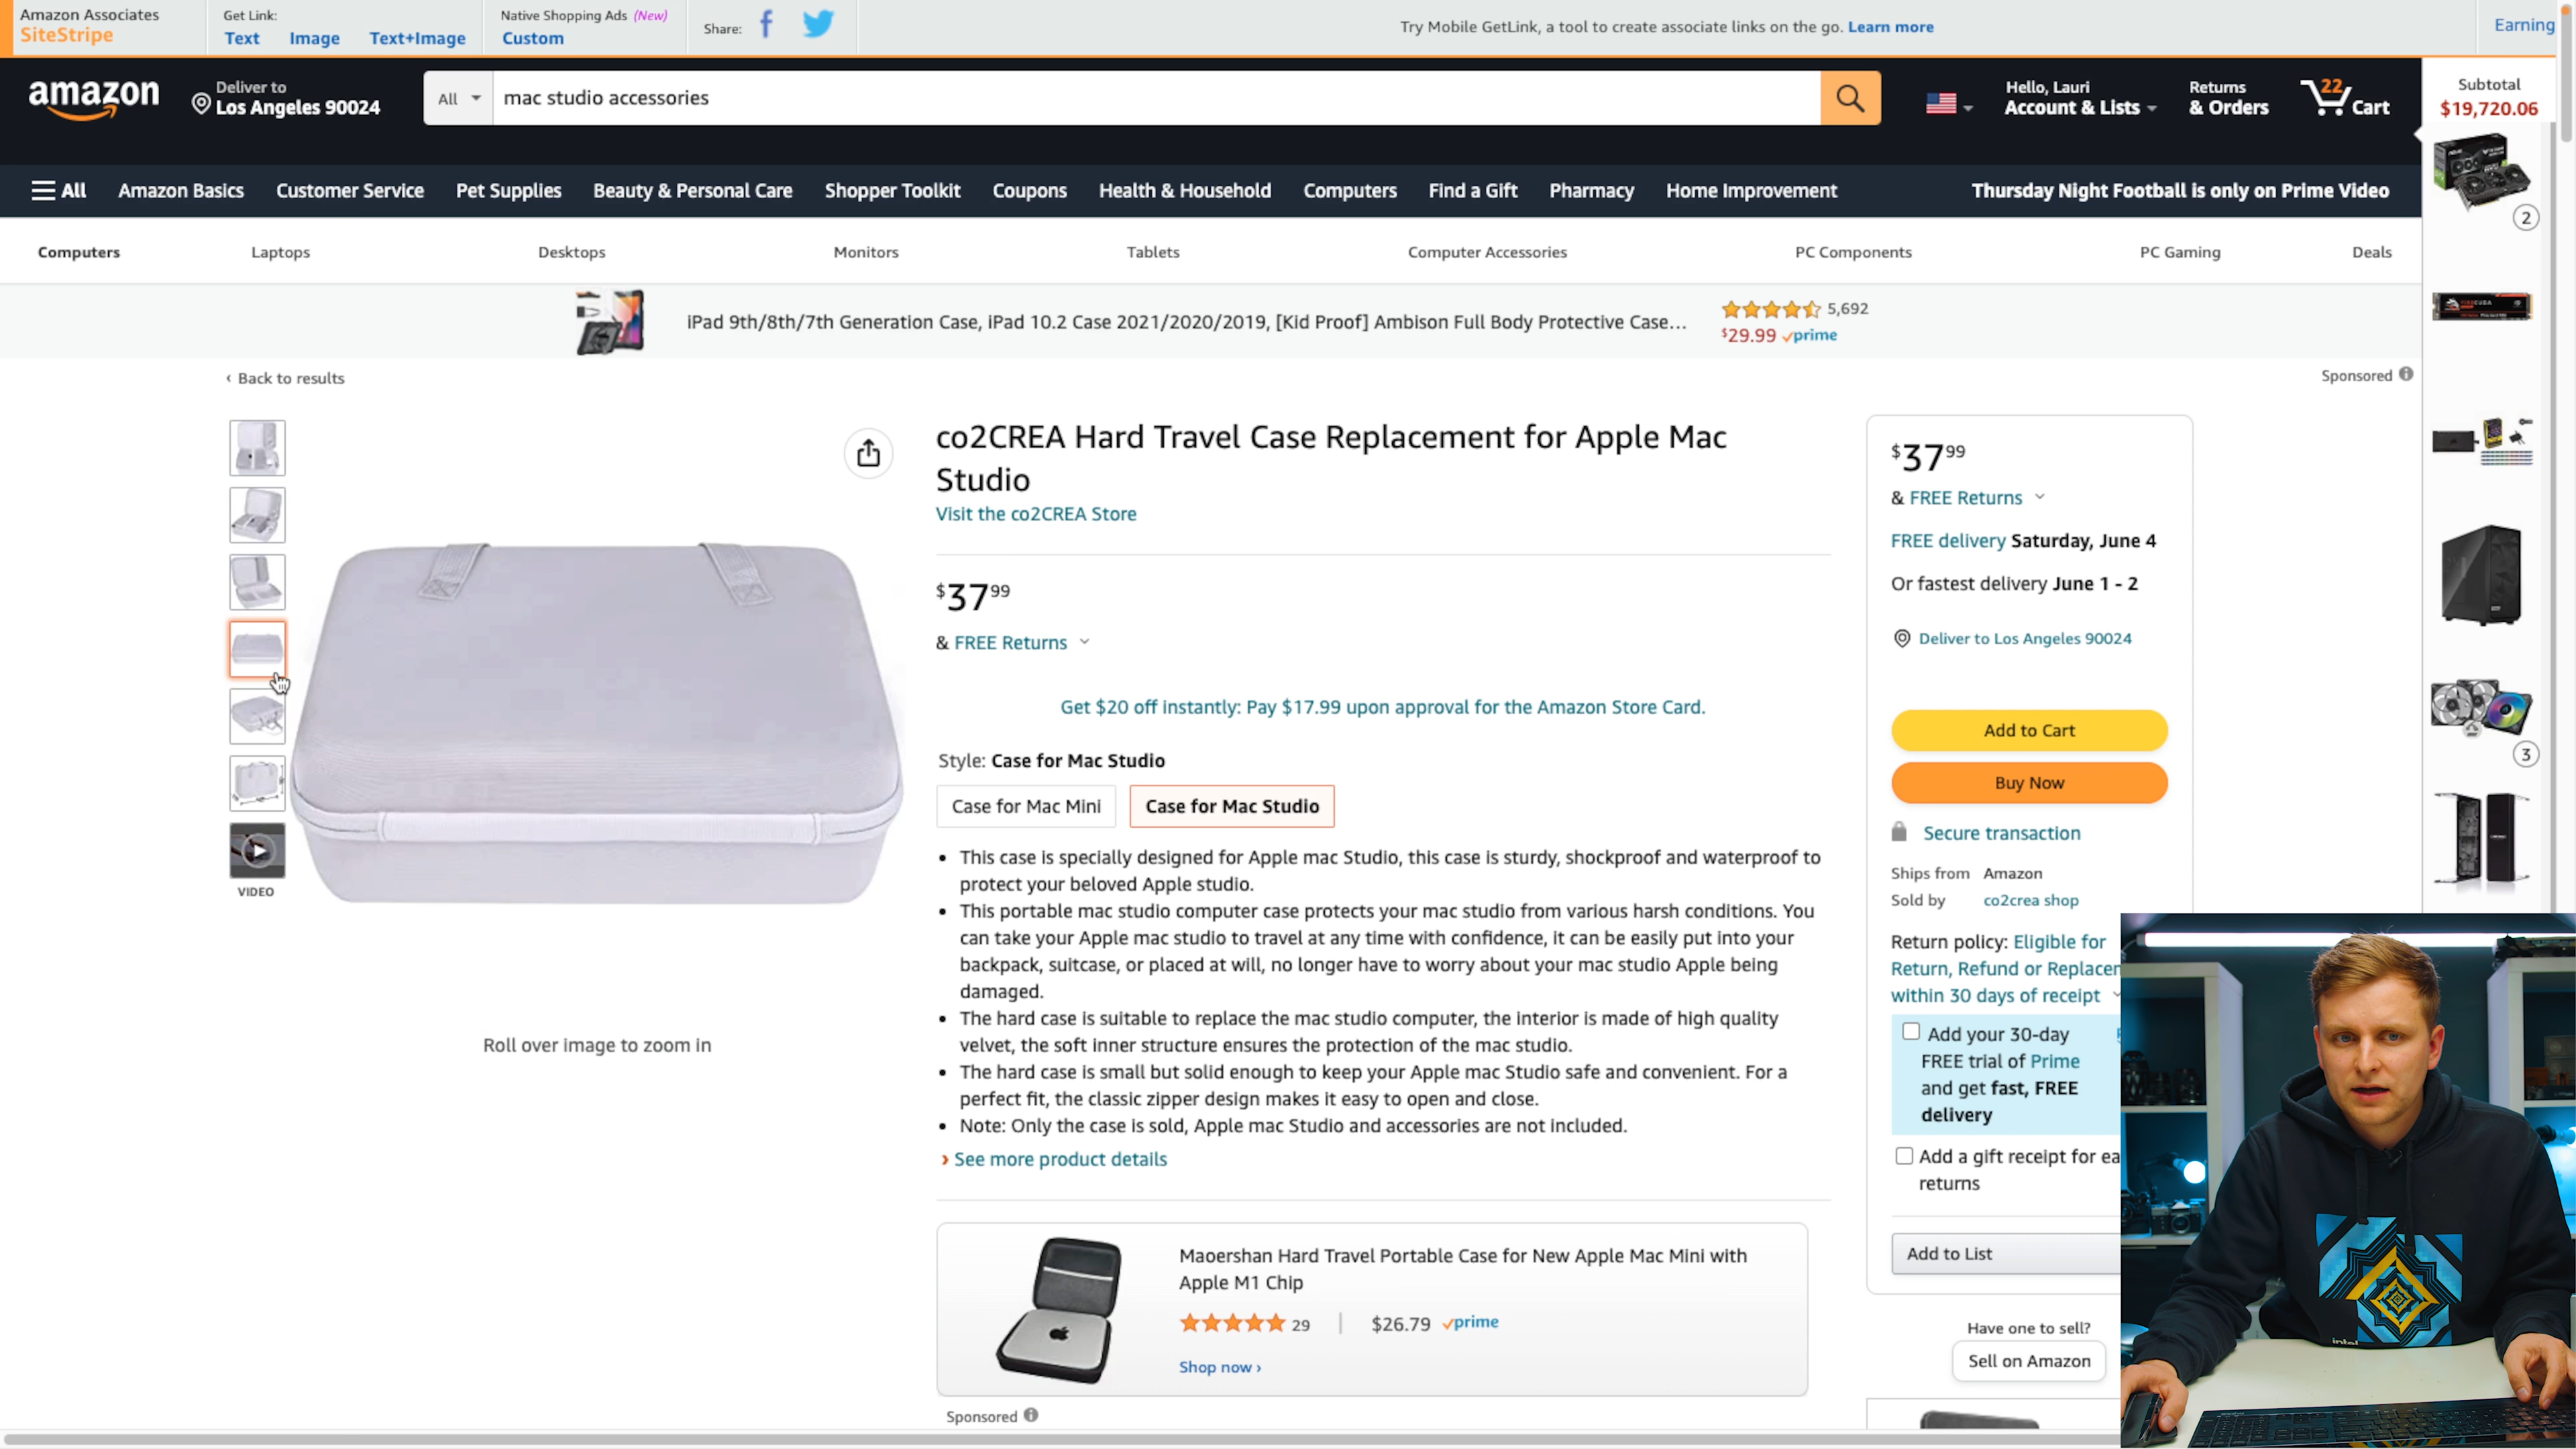 Amazon Associates
SiteStripe
Get Link:
Text Image Text+Image
Native Shopping Ads (New)
Custom
Share:
Try Mobile GetLink, a tool to create associate links on the go. Learn more
Earning
amazon
Deliver to
Los Angeles 90024
All
mac studio accessories
Hello, Lauri
Account & Lists
Returns
& Orders
22
Cart
Subtotal
$19,720.06
All
Amazon Basics
Customer Service
Pet Supplies
Beauty & Personal Care
Shopper Toolkit
Coupons
Health & Household
Computers
Find a Gift
Pharmacy
Home Improvement
Thursday Night Football is only on Prime Video
2
Computers
Laptops
Desktops
Monitors
Tablets
Computer Accessories
PC Components
PC Gaming
Deals
iPad 9th/8th/7th Generation Case, iPad 10.2 Case 2021/2020/2019, [Kid Proof] Ambison Full Body Protective Case...
5,692
$29.99 prime
‹ Back to results
Sponsored
co2CREA Hard Travel Case Replacement for Apple Mac
Studio
Visit the co2CREA Store
$37 99
& FREE Returns
Get $20 off instantly: Pay $17.99 upon approval for the Amazon Store Card.
Style: Case for Mac Studio
Case for Mac Mini
Case for Mac Studio
• This case is specially designed for Apple mac Studio, this case is sturdy, shockproof and waterproof to
protect your beloved Apple studio.
• This portable mac studio computer case protects your mac studio from various harsh conditions. You
can take your Apple mac studio to travel at any time with confidence, it can be easily put into your
backpack, suitcase, or placed at will, no longer have to worry about your mac studio Apple being
damaged.
• The hard case is suitable to replace the mac studio computer, the interior is made of high quality
velvet, the soft inner structure ensures the protection of the mac studio.
• The hard case is small but solid enough to keep your Apple mac Studio safe and convenient. For a
perfect fit, the classic zipper design makes it easy to open and close.
• Note: Only the case is sold, Apple mac Studio and accessories are not included.
› See more product details
VIDEO
Roll over image to zoom in
Maoershan Hard Travel Portable Case for New Apple Mac Mini with
Apple M1 Chip
29
$26.79 prime
Shop now ›
Sponsored
$37 99
& FREE Returns
FREE delivery Saturday, June 4
Or fastest delivery June 1 - 2
Deliver to Los Angeles 90024
Add to Cart
Buy Now
Secure transaction
Ships from Amazon
Sold by co2crea shop
Return policy: Eligible for
Return, Refund or Replacen
within 30 days of receipt
Add your 30-day
FREE trial of Prime
and get fast, FREE
delivery
Add a gift receipt for ea
returns
Add to List
Have one to sell?
Sell on Amazon
3
intel